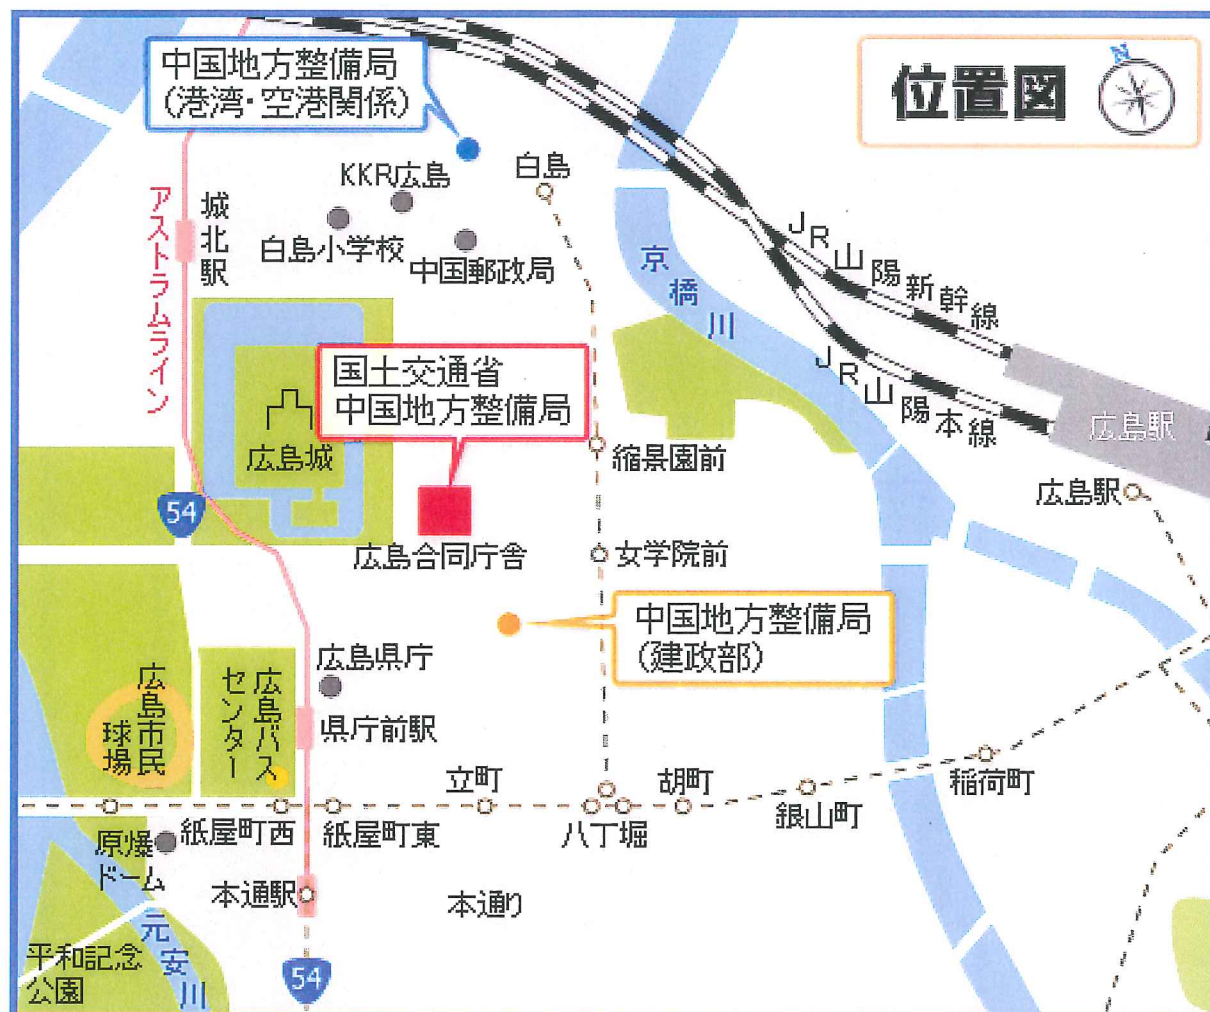 位置図
N
中国地方整備局
（港湾・空港関係）
白島
KKR広島
白島小学校
中国郵政局
城北駅
アストラムライン
京橋川
JR山陽新幹線
JR山陽本線
広島駅
広島駅
国土交通省
中国地方整備局
広島城
縮景園前
54
広島合同庁舎
女学院前
中国地方整備局
（建政部）
広島県庁
広島市民
球場
広島バス
センター
県庁前駅
立町
胡町
稲荷町
銀山町
八丁堀
紙屋町西
紙屋町東
原爆
ドーム
本通駅
本通り
元安川
平和記念
公園
54